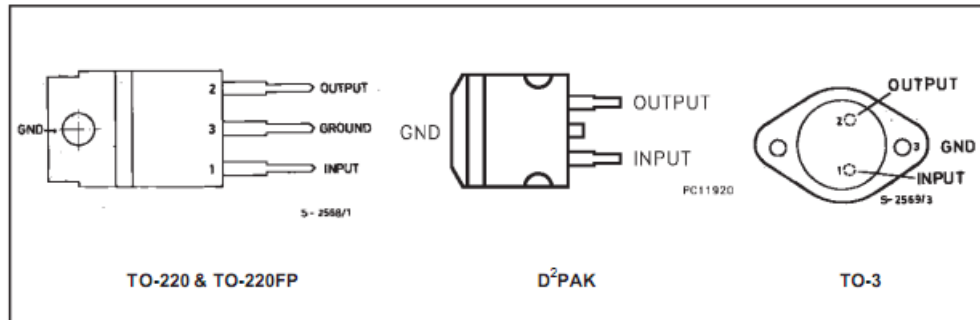 2 OUTPUT
GND
3 GROUND
1 INPUT
S-2568/1
TO-220 & TO-220FP
OUTPUT
GND
INPUT
PC11920
D²PAK
OUTPUT
2
3 GND
1
INPUT
S-2569/3
TO-3